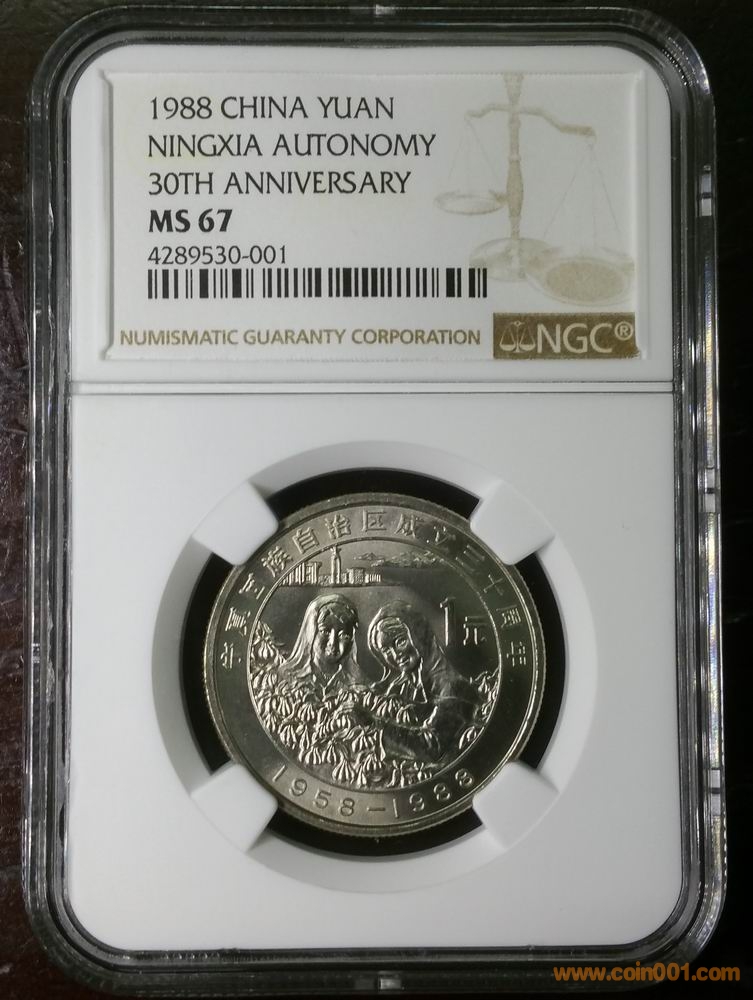 1988 CHINA YUAN
NINGXIA AUTONOMY
30TH ANNIVERSARY
MS 67
4289530-001
NUMISMATIC GUARANTY CORPORATION
NGC®
宁夏回族自治区成立三十周年
1元
1958-1988
www.coin001.com